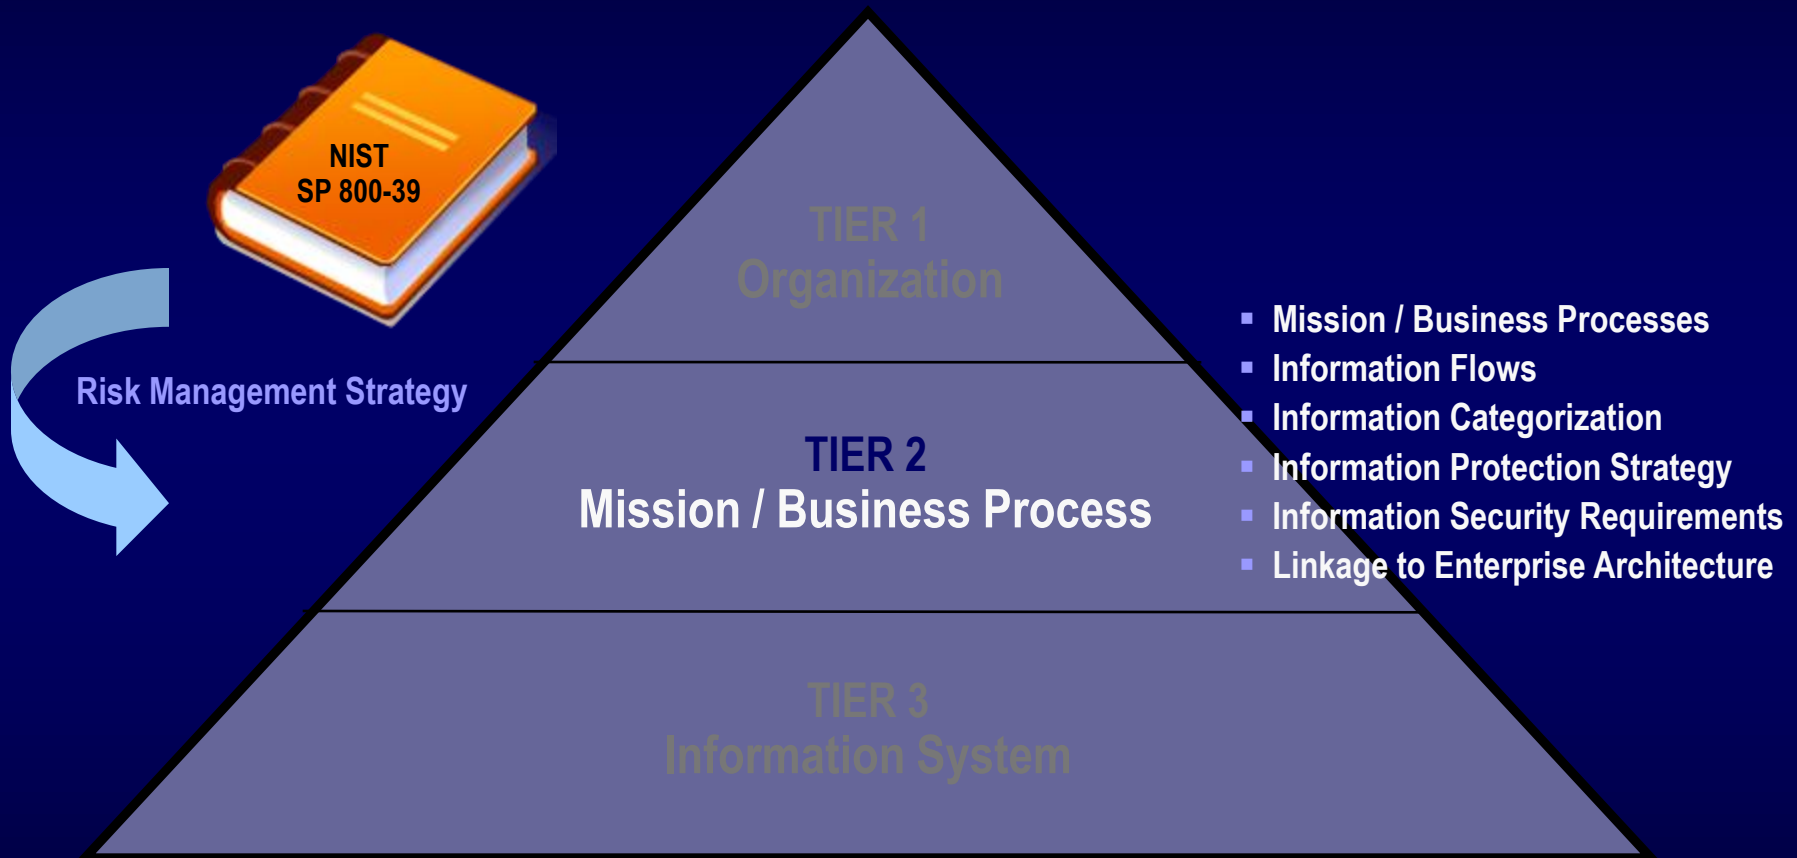 NIST
SP 800-39
Risk Management Strategy
TIER 1
Organization
TIER 2
Mission / Business Process
TIER 3
Information System
▪ Mission / Business Processes
▪ Information Flows
▪ Information Categorization
▪ Information Protection Strategy
▪ Information Security Requirements
▪ Linkage to Enterprise Architecture